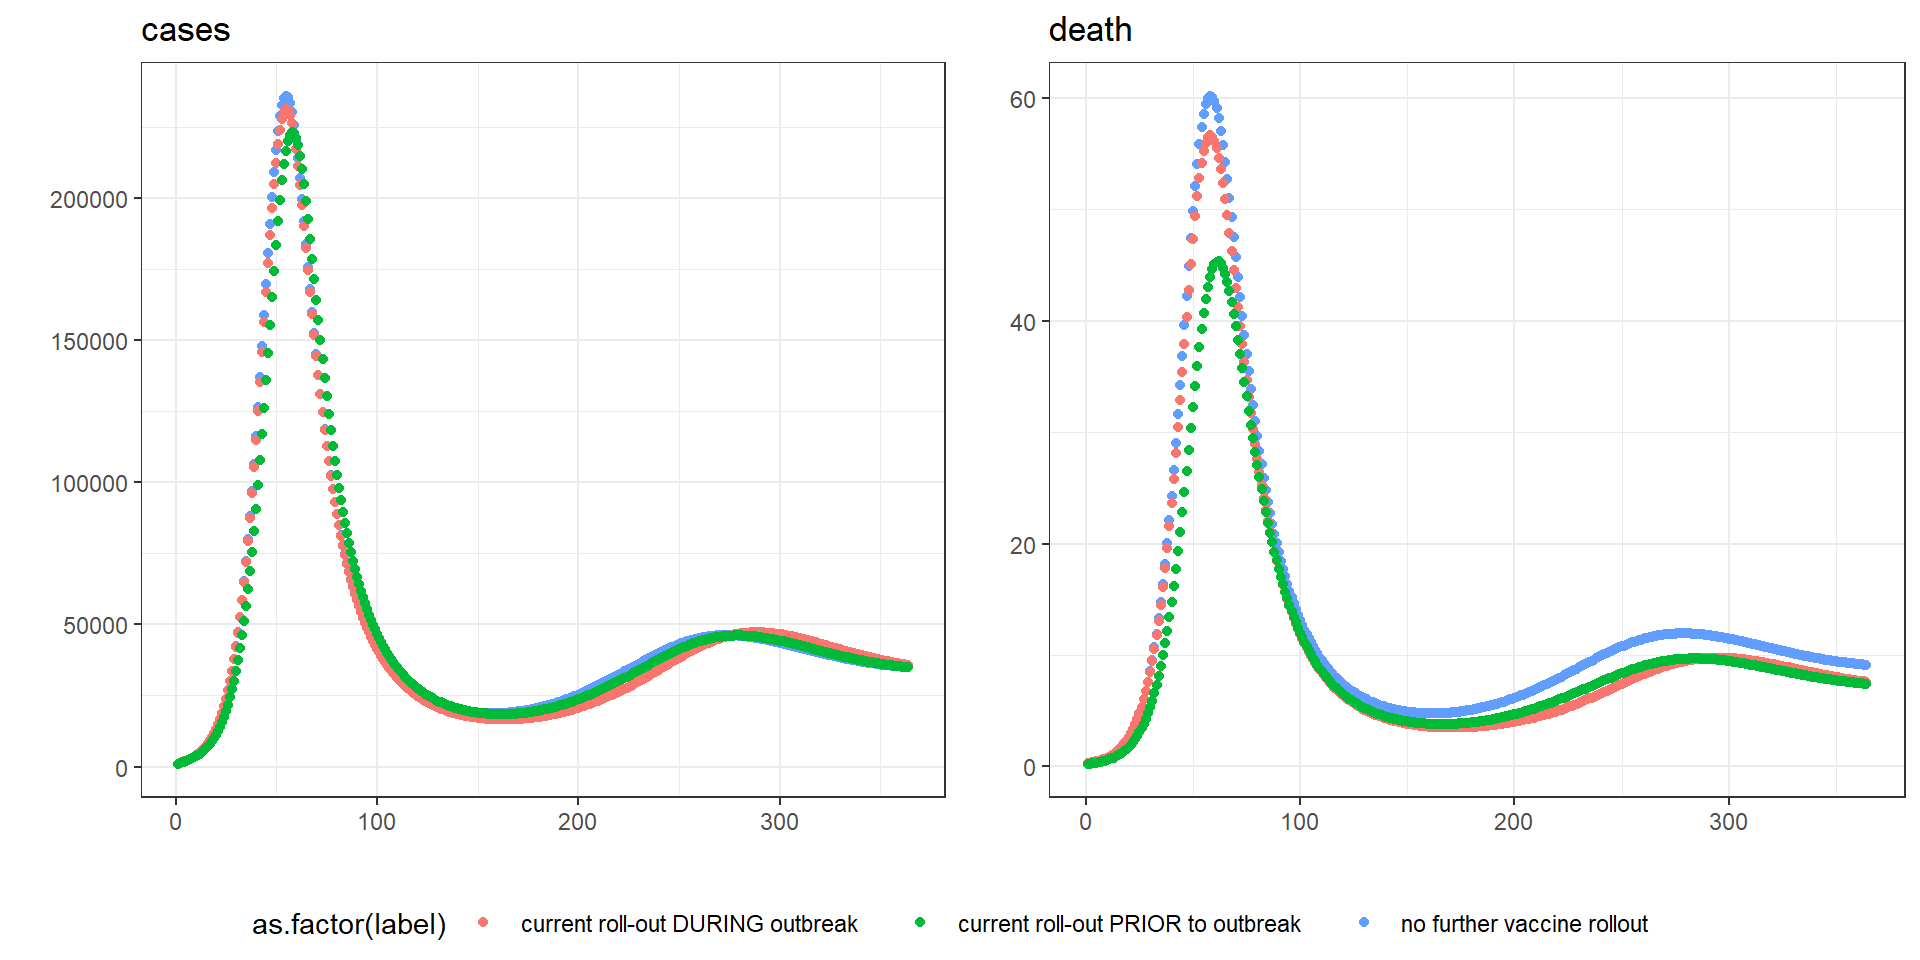 cases
death
200000
150000
100000
50000
0
0 100 200 300
60
40
20
0
0 100 200 300
as.factor(label) current roll-out DURING outbreak current roll-out PRIOR to outbreak no further vaccine rollout